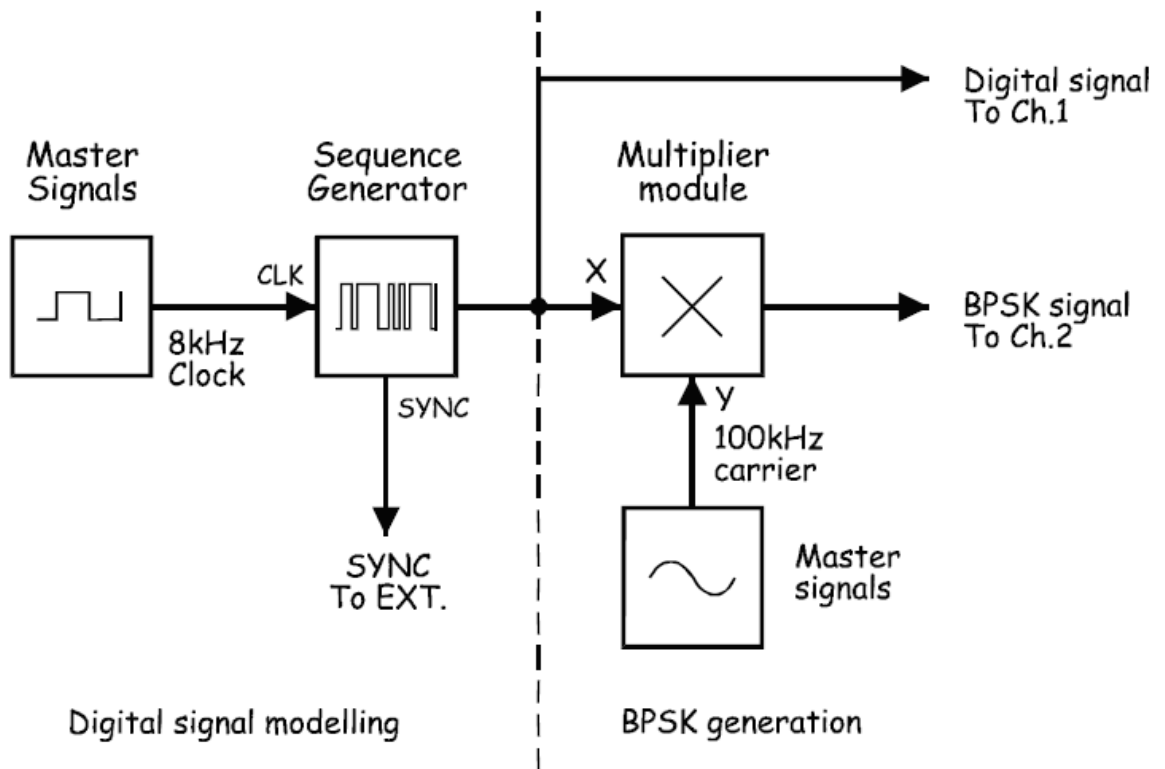 Digital signal
To Ch.1
Master
Signals
Sequence
Generator
Multiplier
module
CLK
X
8kHz
Clock
BPSK signal
To Ch.2
SYNC
Y
100kHz
carrier
SYNC
To EXT.
Master
signals
Digital signal modelling
BPSK generation